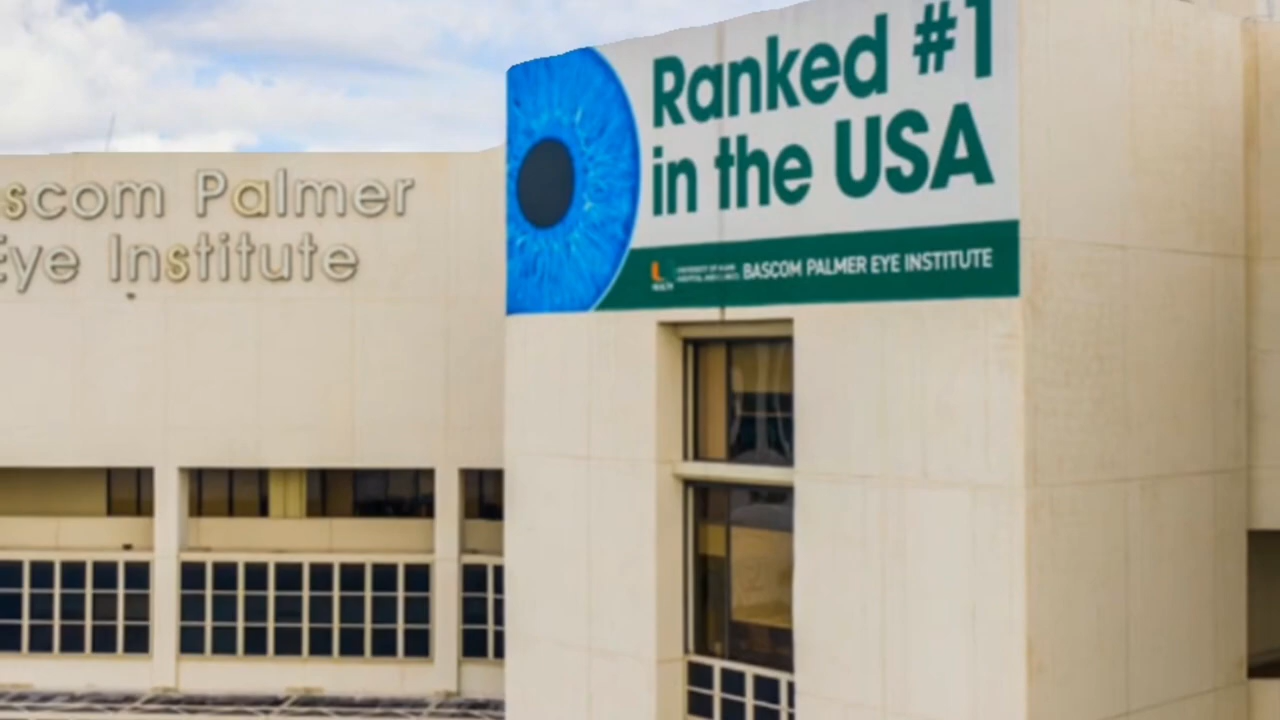 scom Palmer
Eye Institute
Ranked #1
in the USA
BASCOM PALMER EYE INSTITUTE